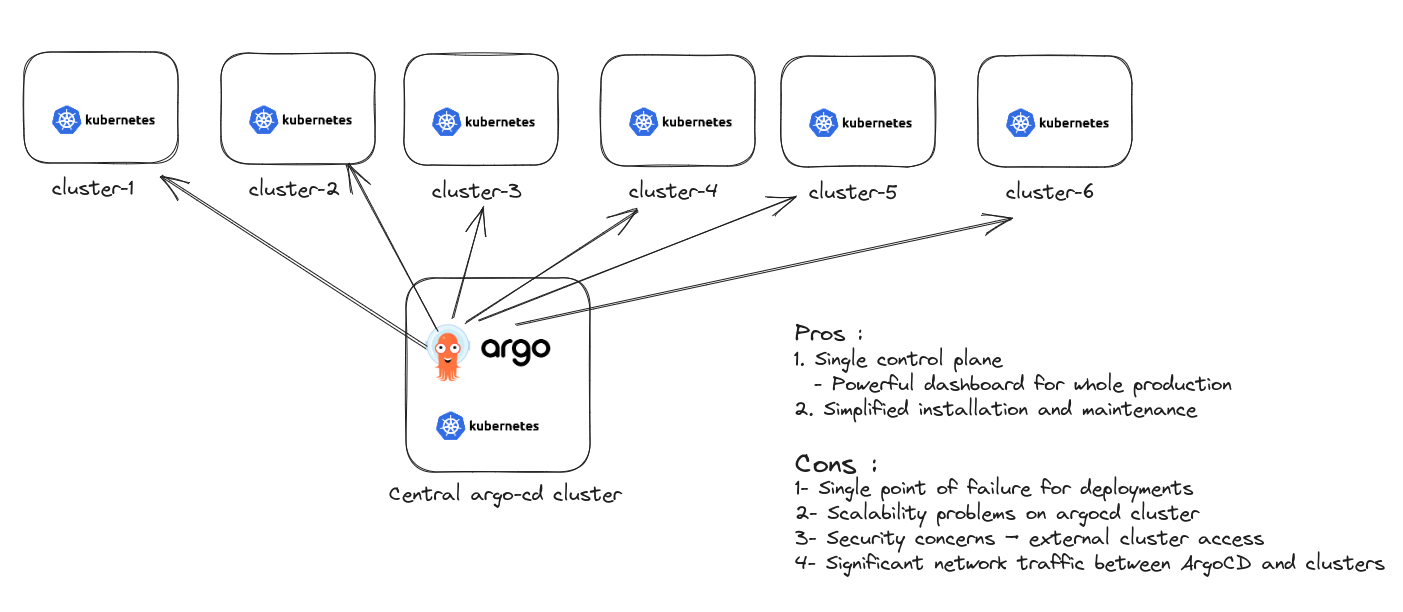 kubernetes
kubernetes
kubernetes
kubernetes
kubernetes
kubernetes
cluster-1
cluster-2
cluster-3
cluster-4
cluster-5
cluster-6
argo
kubernetes
Central argo-cd cluster
Pros :
1. Single control plane
- Powerful dashboard for whole production
2. Simplified installation and maintenance
Cons :
1- Single point of failure for deployments
2- Scalability problems on argocd cluster
3- Security concerns → external cluster access
4- Significant network traffic between ArgoCD and clusters